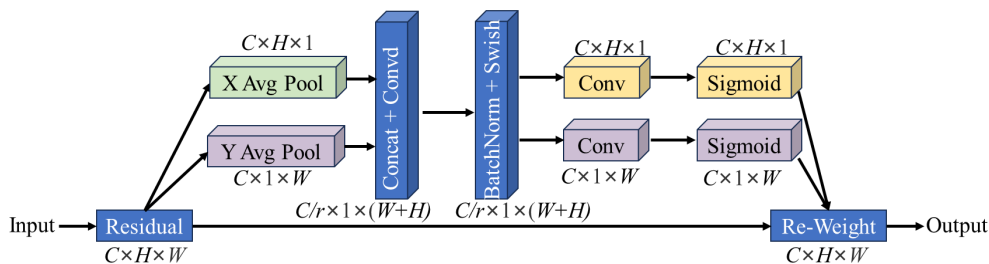 C×H×1
X Avg Pool
Y Avg Pool
C×1×W
Concat + Convd
C/r×1×(W+H)
BatchNorm + Swish
C/r×1×(W+H)
C×H×1
Conv
Conv
C×1×W
C×H×1
Sigmoid
Sigmoid
C×1×W
Input
Residual
C×H×W
Re-Weight
C×H×W
Output